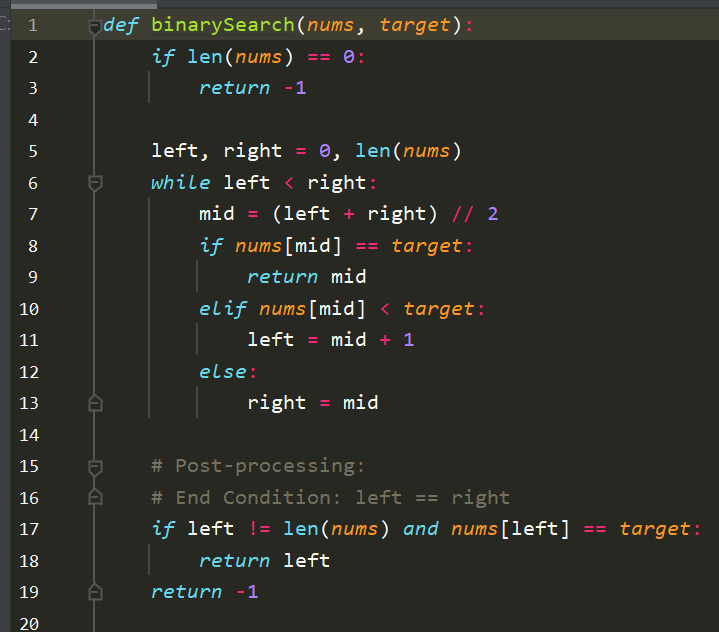 1 def binarySearch(nums, target):
2     if len(nums) == 0:
3         return -1
4
5     left, right = 0, len(nums)
6     while left < right:
7         mid = (left + right) // 2
8         if nums[mid] == target:
9             return mid
10         elif nums[mid] < target:
11             left = mid + 1
12         else:
13             right = mid
14
15     # Post-processing:
16     # End Condition: left == right
17     if left != len(nums) and nums[left] == target:
18         return left
19     return -1
20